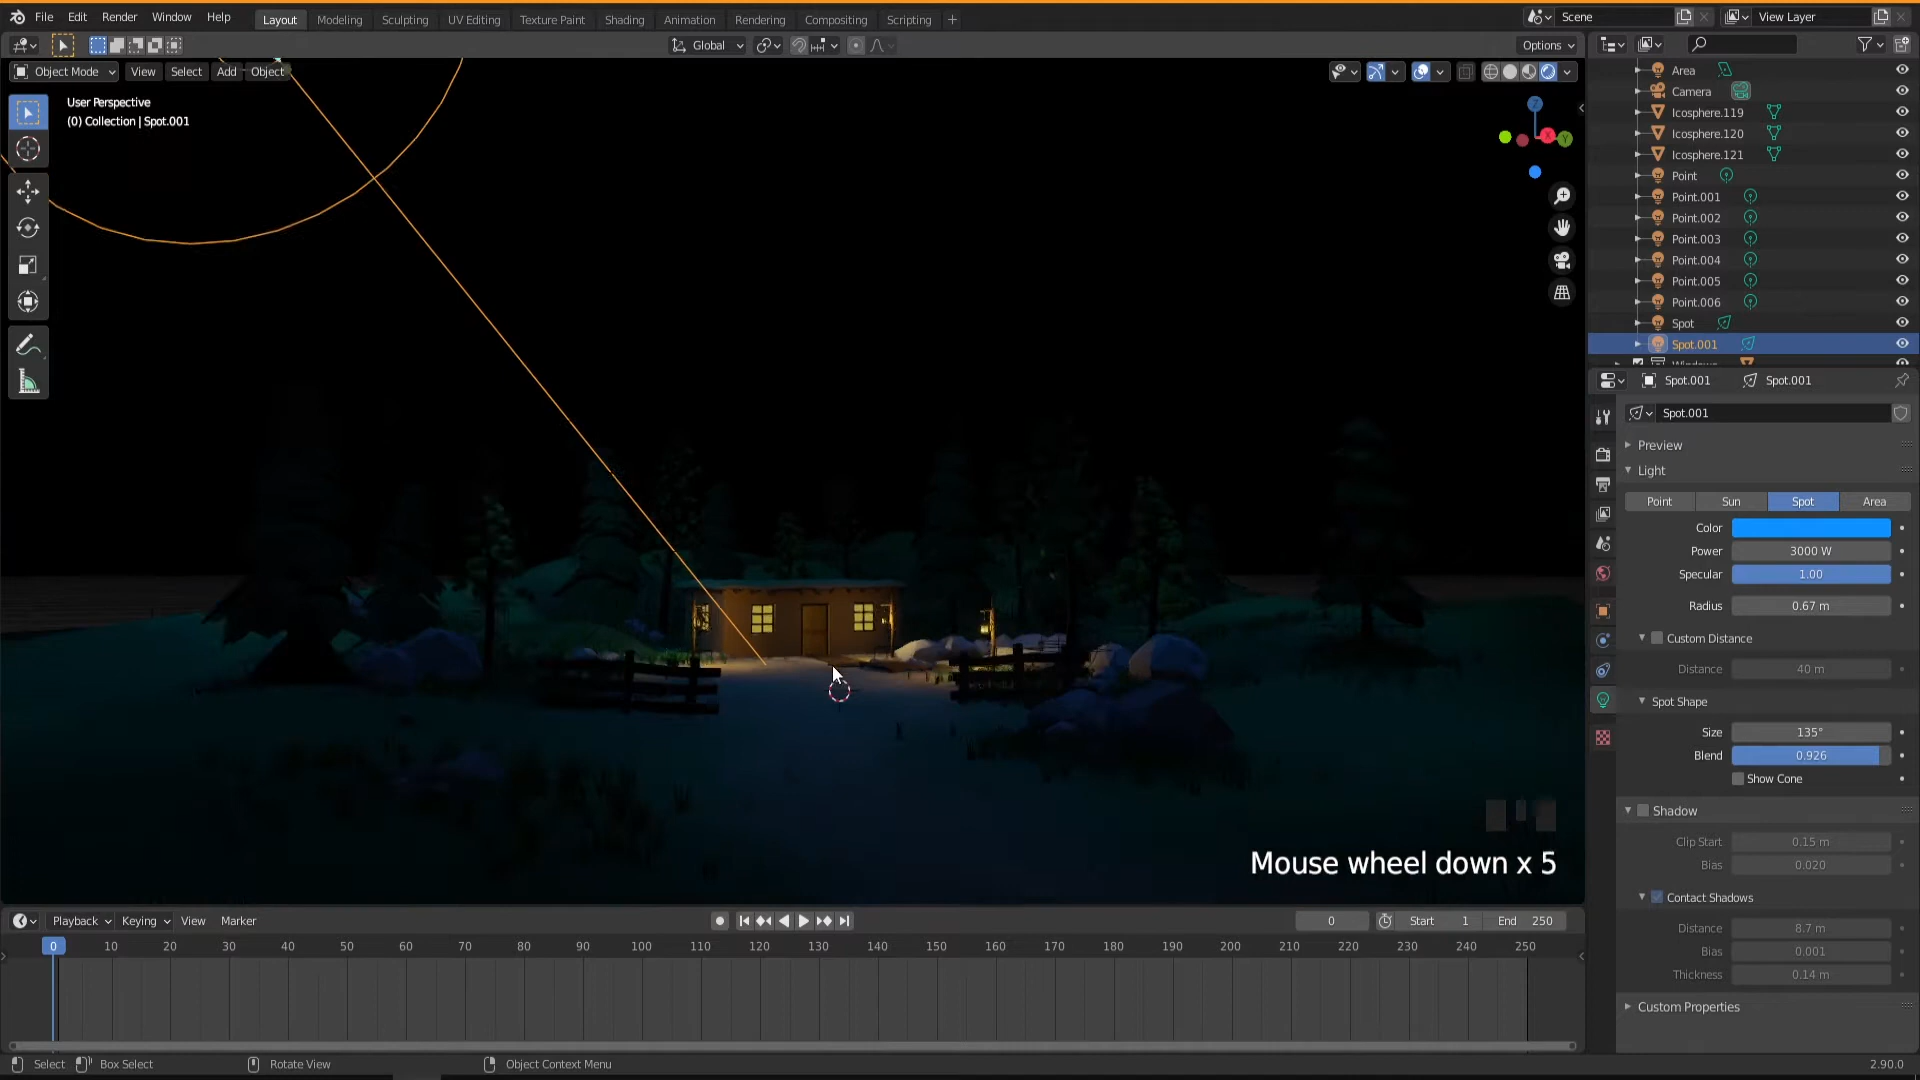 File Edit Render Window Help Layout Modeling Sculpting UV Editing Texture Paint Shading Animation Rendering Compositing Scripting + Scene View Layer
Global Options
Object Mode View Select Add Object
User Perspective
(0) Collection | Spot.001
Z
X
Y
Mouse wheel down x 5
Area
Camera
Icosphere.119
Icosphere.120
Icosphere.121
Point
Point.001
Point.002
Point.003
Point.004
Point.005
Point.006
Spot
Spot.001
Spot.001 Spot.001
Spot.001
Preview
Light
Point Sun Spot Area
Color
Power 3000 W
Specular 1.00
Radius 0.67 m
Custom Distance
Distance 40 m
Spot Shape
Size 135°
Blend 0.926
Show Cone
Shadow
Clip Start 0.15 m
Bias 0.020
Contact Shadows
Distance 8.7 m
Bias 0.001
Thickness 0.14 m
Custom Properties
Playback Keying View Marker 0 Start 1 End 250
0 10 20 30 40 50 60 70 80 90 100 110 120 130 140 150 160 170 180 190 200 210 220 230 240 250
Select Box Select Rotate View Object Context Menu 2.90.0